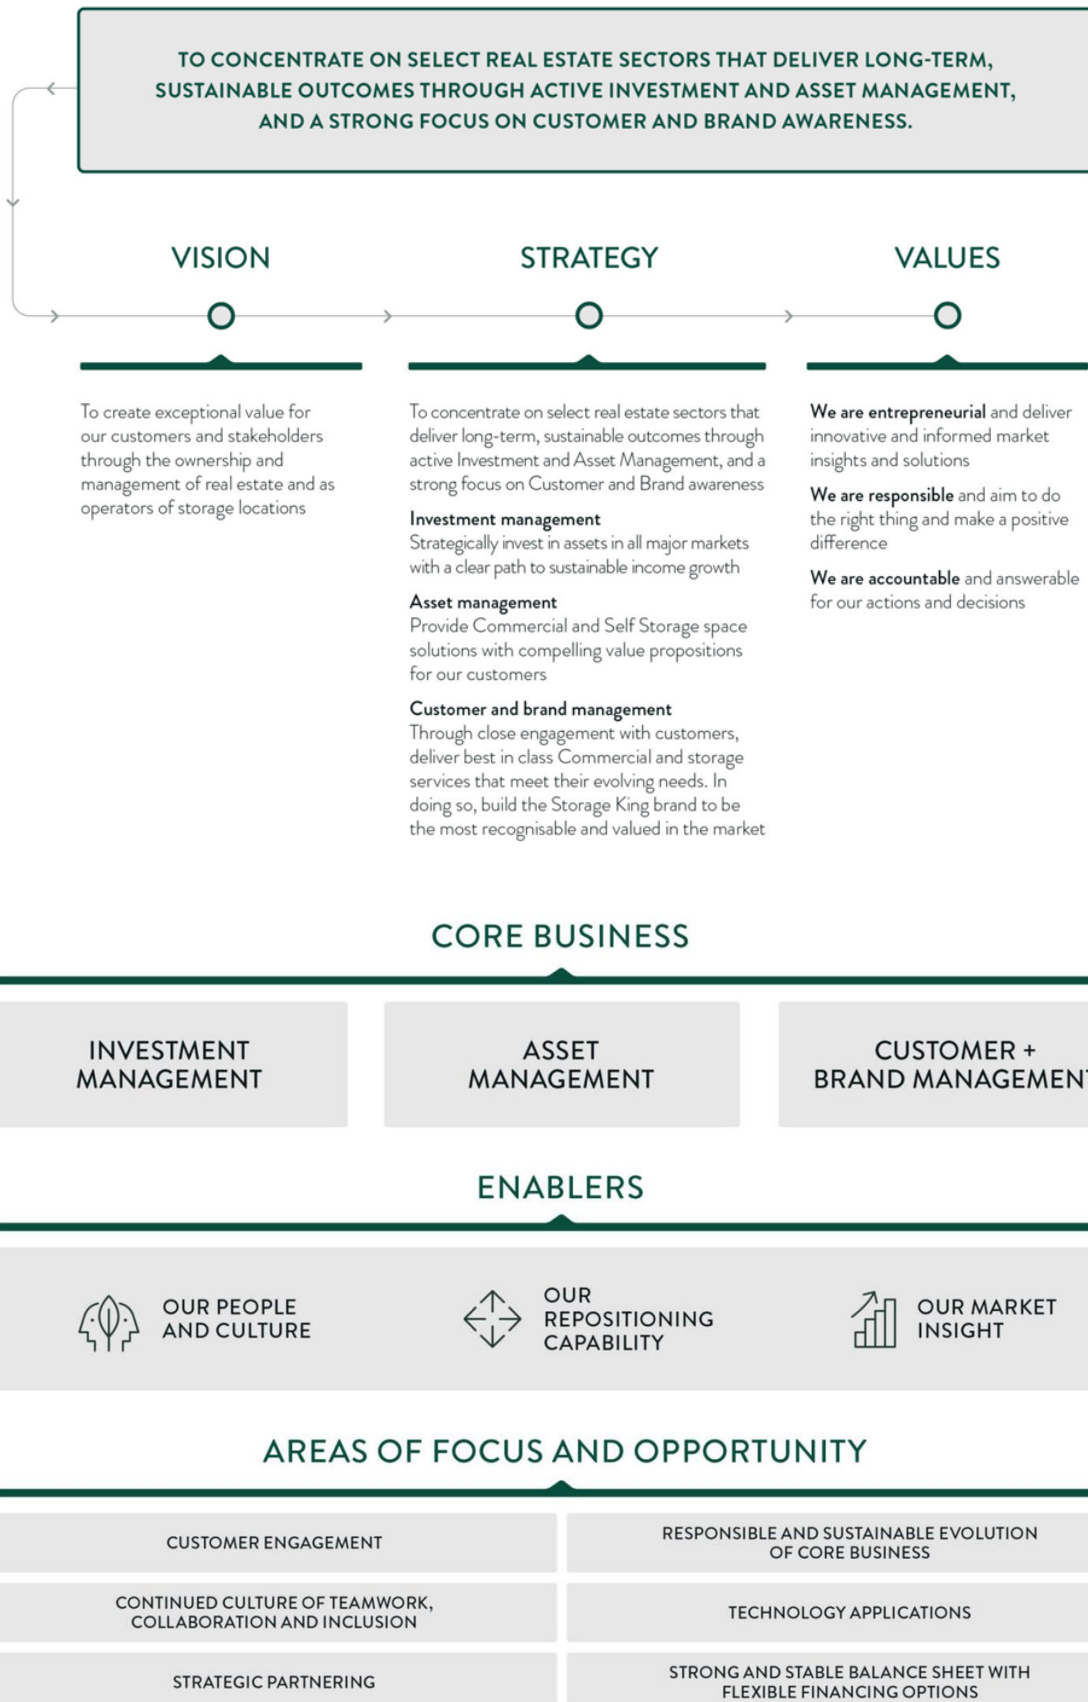 TO CONCENTRATE ON SELECT REAL ESTATE SECTORS THAT DELIVER LONG-TERM,
SUSTAINABLE OUTCOMES THROUGH ACTIVE INVESTMENT AND ASSET MANAGEMENT,
AND A STRONG FOCUS ON CUSTOMER AND BRAND AWARENESS.
VISION
To create exceptional value for
our customers and stakeholders
through the ownership and
management of real estate and as
operators of storage locations
STRATEGY
To concentrate on select real estate sectors that
deliver long-term, sustainable outcomes through
active Investment and Asset Management, and a
strong focus on Customer and Brand awareness
Investment management
Strategically invest in assets in all major markets
with a clear path to sustainable income growth
Asset management
Provide Commercial and Self Storage space
solutions with compelling value propositions
for our customers
Customer and brand management
Through close engagement with customers,
deliver best in class Commercial and storage
services that meet their evolving needs. In
doing so, build the Storage King brand to be
the most recognisable and valued in the market
VALUES
We are entrepreneurial and deliver
innovative and informed market
insights and solutions
We are responsible and aim to do
the right thing and make a positive
difference
We are accountable and answerable
for our actions and decisions
CORE BUSINESS
INVESTMENT
MANAGEMENT
ASSET
MANAGEMENT
CUSTOMER +
BRAND MANAGEMENT
ENABLERS
OUR PEOPLE
AND CULTURE
OUR
REPOSITIONING
CAPABILITY
OUR MARKET
INSIGHT
AREAS OF FOCUS AND OPPORTUNITY
CUSTOMER ENGAGEMENT
RESPONSIBLE AND SUSTAINABLE EVOLUTION
OF CORE BUSINESS
CONTINUED CULTURE OF TEAMWORK,
COLLABORATION AND INCLUSION
TECHNOLOGY APPLICATIONS
STRATEGIC PARTNERING
STRONG AND STABLE BALANCE SHEET WITH
FLEXIBLE FINANCING OPTIONS